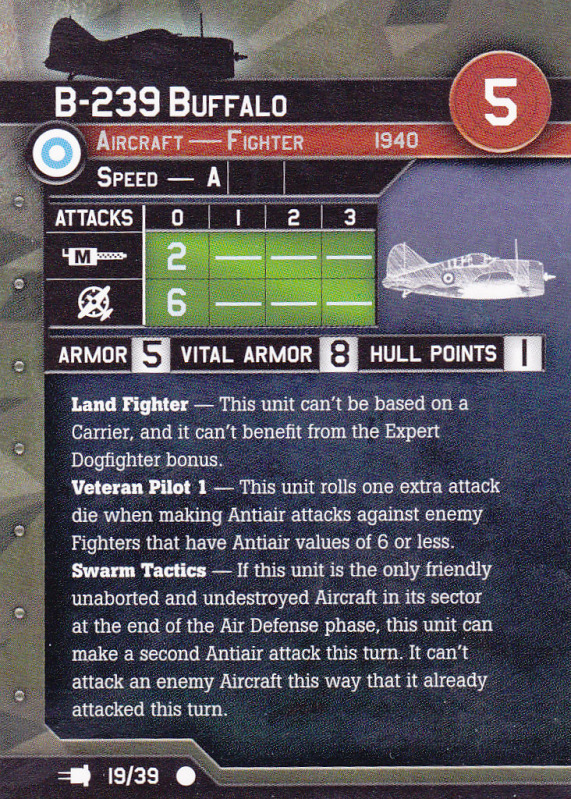 B-239 BUFFALO
5
AIRCRAFT — FIGHTER 1940
SPEED — A
ATTACKS 0 1 2 3
M 2 — — —
6 — — —
ARMOR 5 VITAL ARMOR 8 HULL POINTS 1
Land Fighter — This unit can't be based on a
Carrier, and it can't benefit from the Expert
Dogfighter bonus.
Veteran Pilot 1 — This unit rolls one extra attack
die when making Antiair attacks against enemy
Fighters that have Antiair values of 6 or less.
Swarm Tactics — If this unit is the only friendly
unaborted and undestroyed Aircraft in its sector
at the end of the Air Defense phase, this unit can
make a second Antiair attack this turn. It can't
attack an enemy Aircraft this way that it already
attacked this turn.
19/39